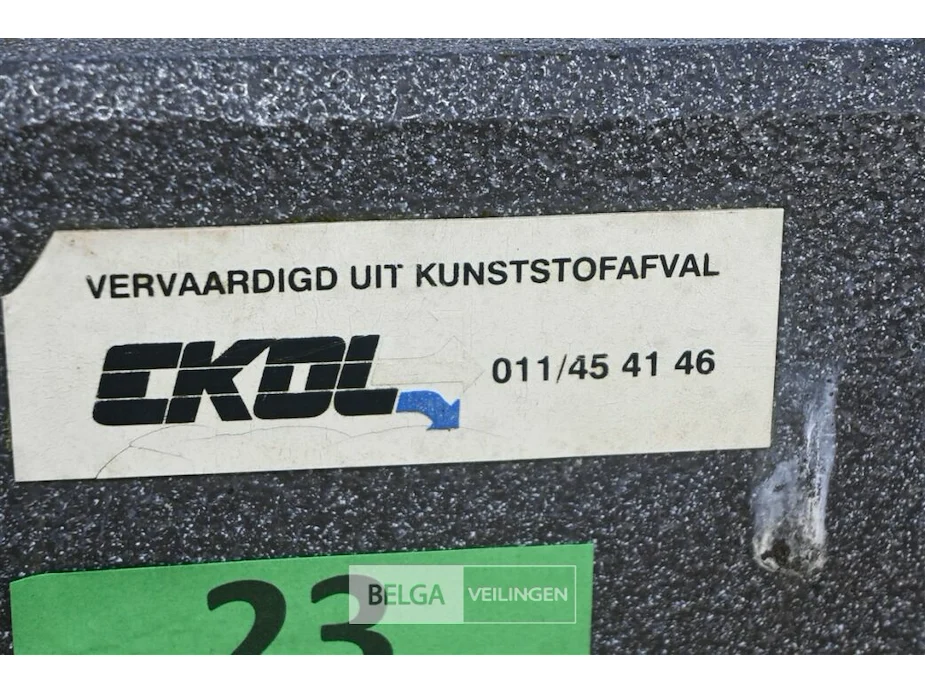 VERVAARDIGD UIT KUNSTSTOFAFVAL
EKOL
011/45 41 46
23
BELGA VEILINGEN